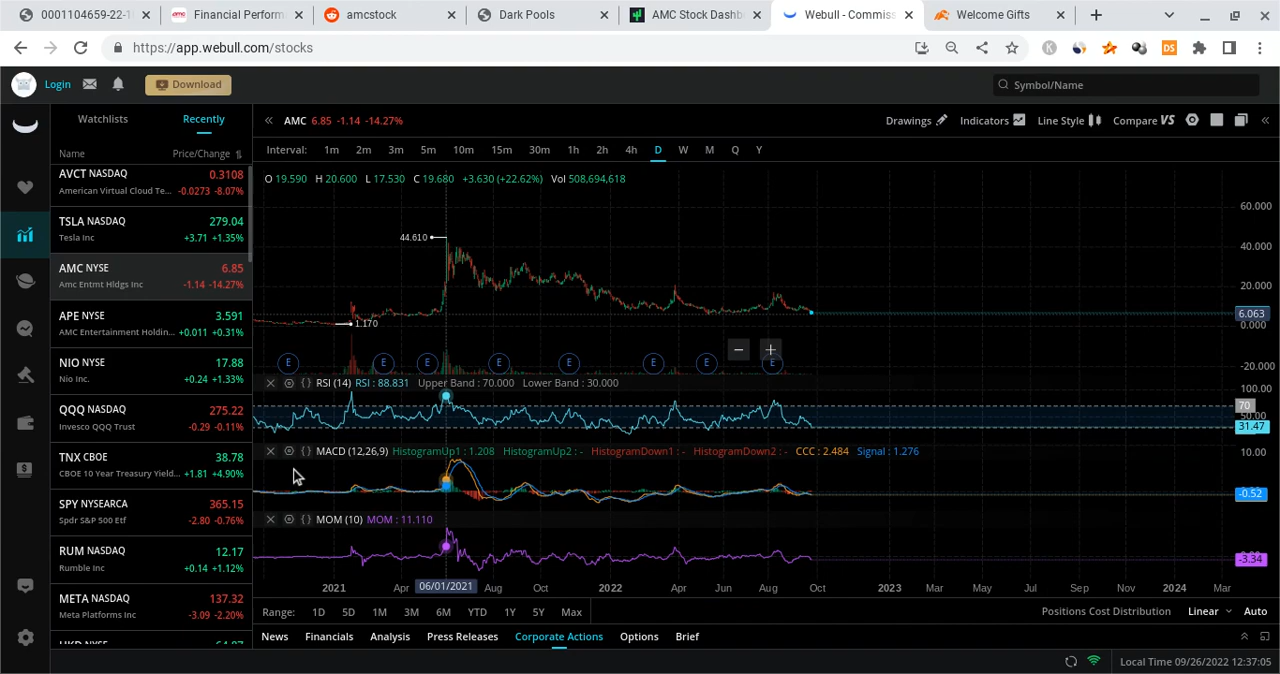 0001104659-22-1
Financial Perform
amcstock
Dark Pools
AMC Stock Dashb
Webull - Commiss
Welcome Gifts
https://app.webull.com/stocks
Login
Download
Symbol/Name
Watchlists
Recently
Name
Price/Change
AVCT NASDAQ 0.3108
American Virtual Cloud Te... -0.0273 -8.07%
TSLA NASDAQ 279.04
Tesla Inc +3.71 +1.35%
AMC NYSE 6.85
Amc Entmt Hldgs Inc -1.14 -14.27%
APE NYSE 3.591
AMC Entertainment Holdin... +0.011 +0.31%
NIO NYSE 17.88
Nio Inc. +0.24 +1.33%
QQQ NASDAQ 275.22
Invesco QQQ Trust -0.29 -0.11%
TNX CBOE 38.78
CBOE 10 Year Treasury Yield... +1.81 +4.90%
SPY NYSEARCA 365.15
Spdr S&P 500 Etf -2.80 -0.76%
RUM NASDAQ 12.17
Rumble Inc +0.14 +1.12%
META NASDAQ 137.32
Meta Platforms Inc -3.09 -2.20%
AMC 6.85 -1.14 -14.27%
Drawings
Indicators
Line Style
Compare VS
Interval: 1m 2m 3m 5m 10m 15m 30m 1h 2h 4h D W M Q Y
O 19.590 H 20.600 L 17.530 C 19.680 +3.630 (+22.62%) Vol 508,694,618
60.000
44.610
40.000
20.000
6.063
1.170
0.000
E E E E E E E E
-20.000
RSI (14) RSI : 88.831 Upper Band : 70.000 Lower Band : 30.000
100.00
70
50.00
31.47
MACD (12,26,9) HistogramUp1 : 1.208 HistogramUp2 : - HistogramDown1 : - HistogramDown2 : - CCC : 2.484 Signal : 1.276
10.00
-0.52
MOM (10) MOM : 11.110
-3.34
2021 Apr 06/01/2021 Aug Oct 2022 Apr Jun Aug Oct 2023 Mar May Jul Sep Nov 2024 Mar
Range: 1D 5D 1M 3M 6M YTD 1Y 5Y Max
Positions Cost Distribution Linear Auto
News Financials Analysis Press Releases Corporate Actions Options Brief
Local Time 09/26/2022 12:37:05